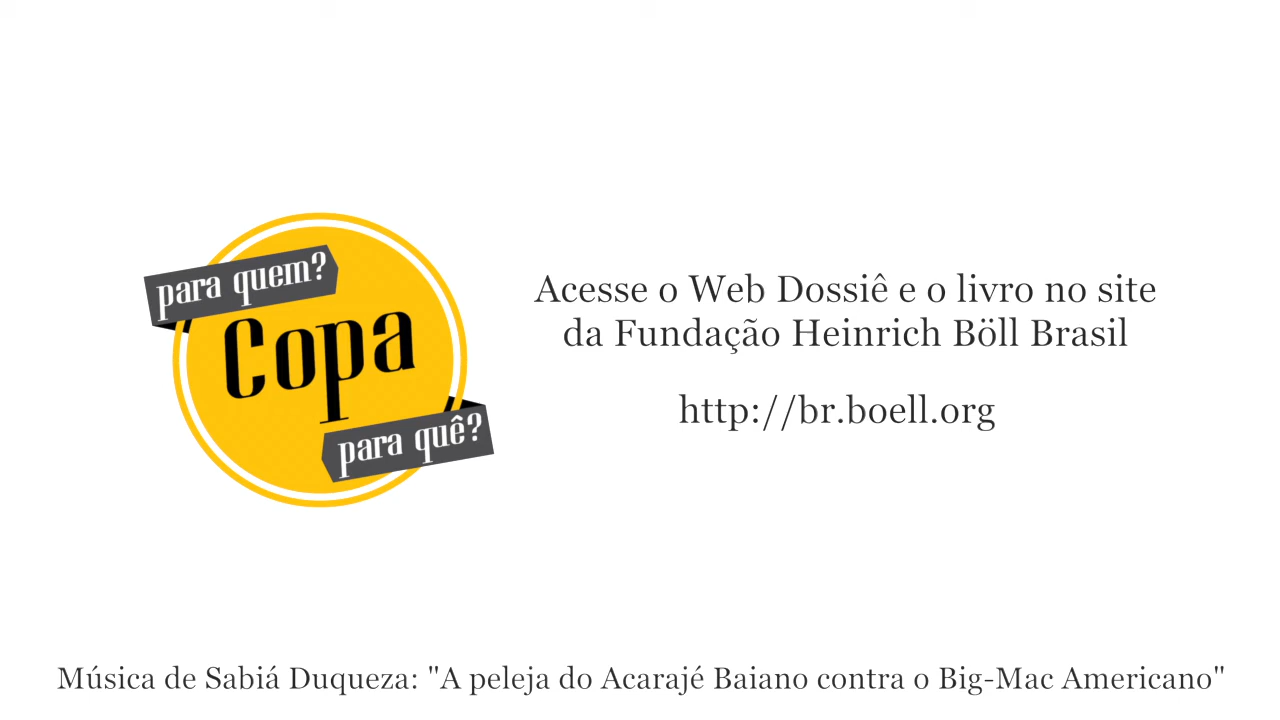 para quem?
Copa
para quê?
Acesse o Web Dossiê e o livro no site
da Fundação Heinrich Böll Brasil
http://br.boell.org
Música de Sabiá Duqueza: "A peleja do Acarajé Baiano contra o Big-Mac Americano"